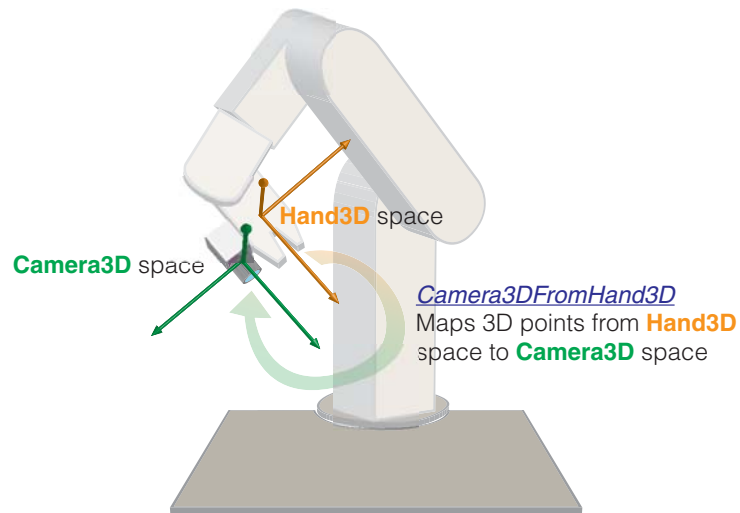 Hand3D space
Camera3D space
Camera3DFromHand3D
Maps 3D points from Hand3D
space to Camera3D space